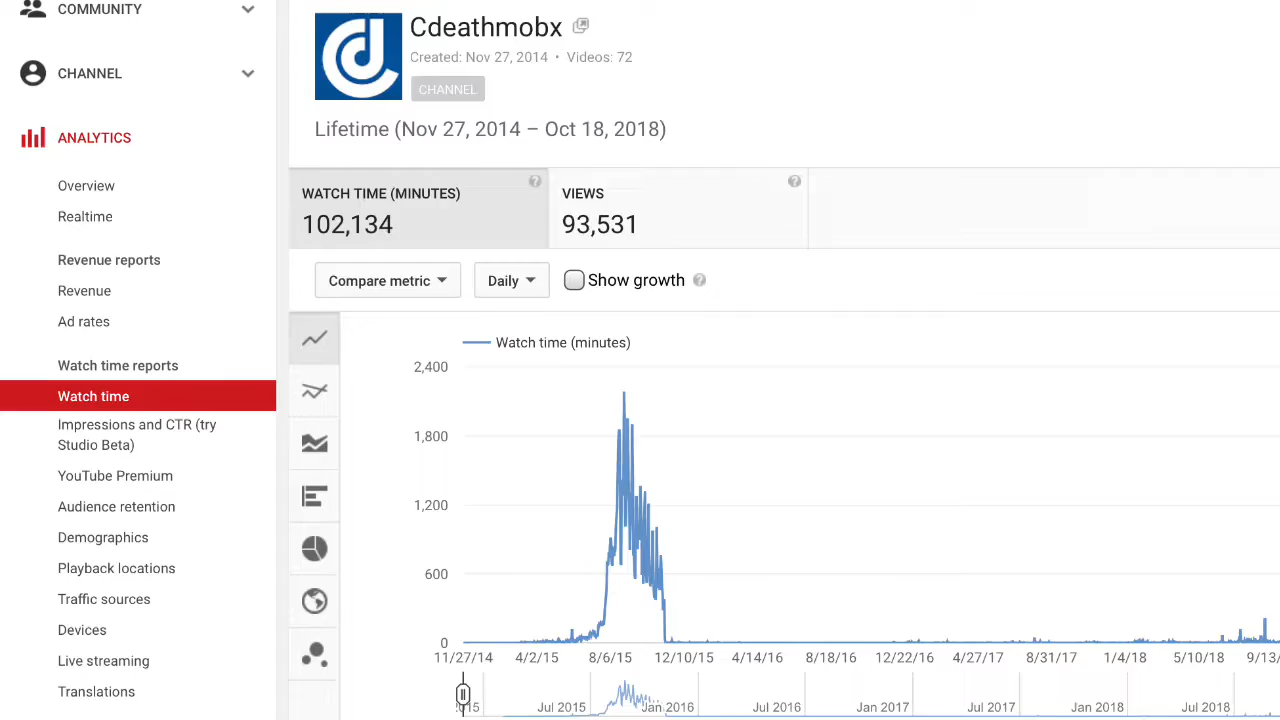 COMMUNITY
CHANNEL
ANALYTICS
Overview
Realtime
Revenue reports
Revenue
Ad rates
Watch time reports
Watch time
Impressions and CTR (try
Studio Beta)
YouTube Premium
Audience retention
Demographics
Playback locations
Traffic sources
Devices
Live streaming
Translations
Cdeathmobx
Created: Nov 27, 2014 • Videos: 72
CHANNEL
Lifetime (Nov 27, 2014 – Oct 18, 2018)
WATCH TIME (MINUTES) ?
102,134
VIEWS ?
93,531
Compare metric Daily Show growth ?
Watch time (minutes)
2,400
1,800
1,200
600
0
11/27/14 4/2/15 8/6/15 12/10/15 4/14/16 8/18/16 12/22/16 4/27/17 8/31/17 1/4/18 5/10/18 9/13/
Jul 2015 Jan 2016 Jul 2016 Jan 2017 Jul 2017 Jan 2018 Jul 2018